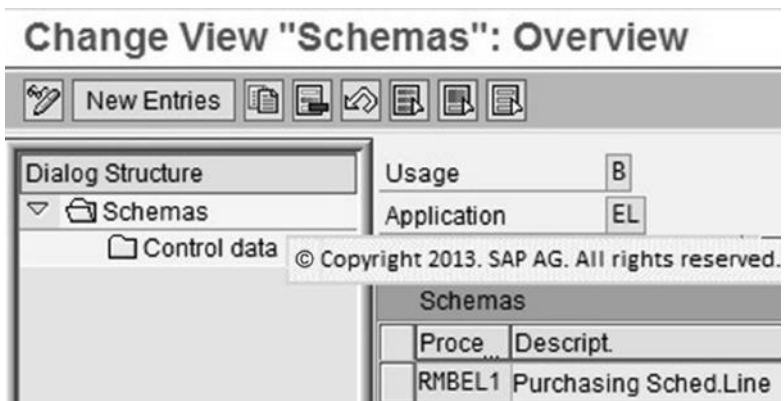 Change View "Schemas": Overview
New Entries
Dialog Structure
Schemas
Control data
Usage B
Application EL
© Copyright 2013. SAP AG. All rights reserved.
Schemas
Proce... Descript.
RMBEL1 Purchasing Sched.Line